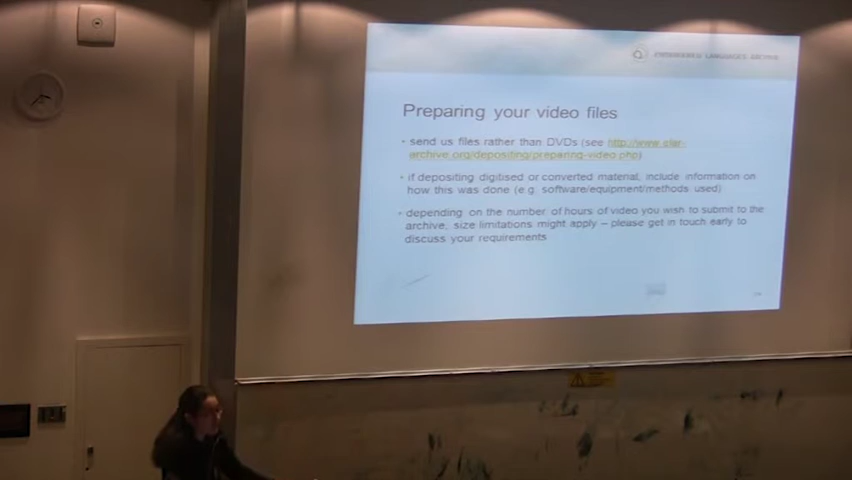 ENDANGERED LANGUAGES ARCHIVE
Preparing your video files
• send us files rather than DVDs (see http://www.elar-
archive.org/depositing/preparing-video.php)
• if depositing digitised or converted material, include information on
how this was done (e.g. software/equipment/methods used)
• depending on the number of hours of video you wish to submit to the
archive, size limitations might apply – please get in touch early to
discuss your requirements